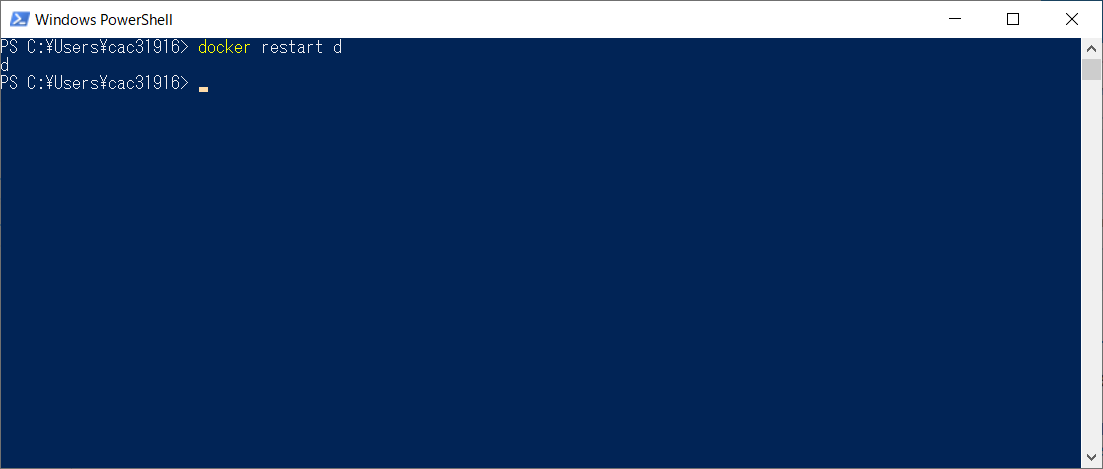 Windows PowerShell
PS C:¥Users¥cac31916> docker restart d
d
PS C:¥Users¥cac31916>